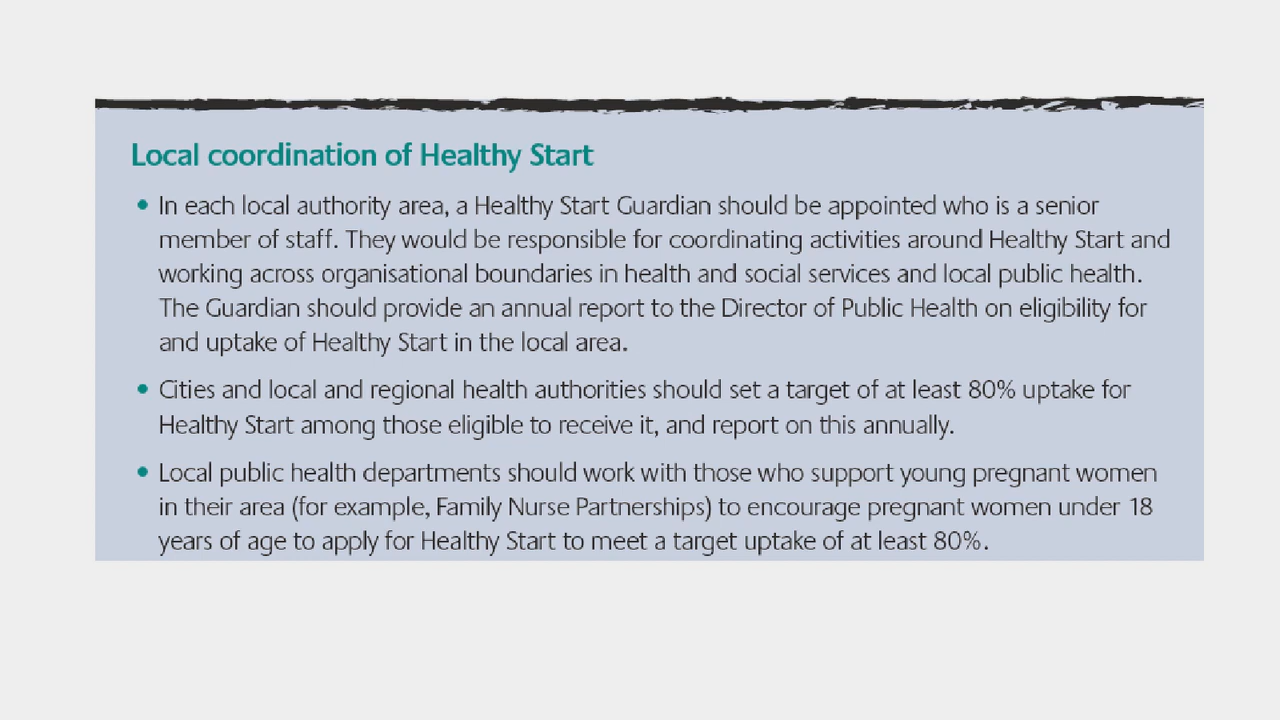 Local coordination of Healthy Start
• In each local authority area, a Healthy Start Guardian should be appointed who is a senior
member of staff. They would be responsible for coordinating activities around Healthy Start and
working across organisational boundaries in health and social services and local public health.
The Guardian should provide an annual report to the Director of Public Health on eligibility for
and uptake of Healthy Start in the local area.
• Cities and local and regional health authorities should set a target of at least 80% uptake for
Healthy Start among those eligible to receive it, and report on this annually.
• Local public health departments should work with those who support young pregnant women
in their area (for example, Family Nurse Partnerships) to encourage pregnant women under 18
years of age to apply for Healthy Start to meet a target uptake of at least 80%.